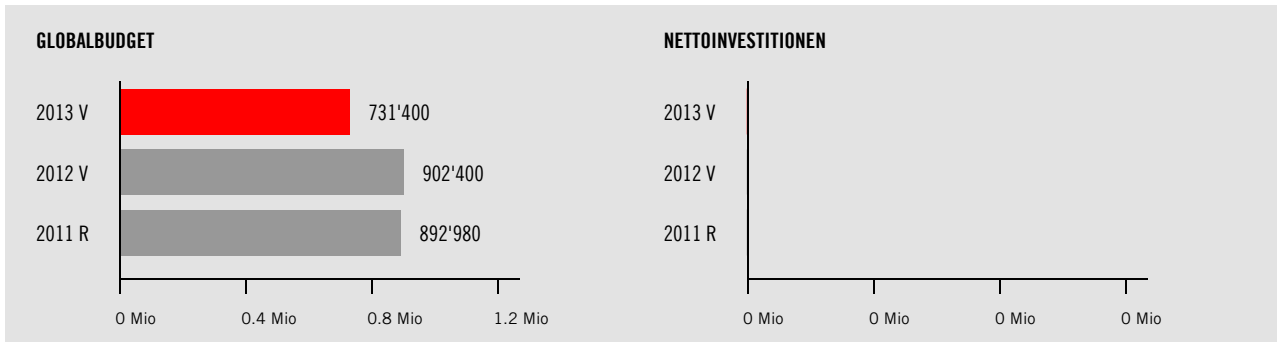 GLOBALBUDGET
2013 V 731'400
2012 V 902'400
2011 R 892'980
0 Mio 0.4 Mio 0.8 Mio 1.2 Mio
NETTOINVESTITIONEN
2013 V
2012 V
2011 R
0 Mio 0 Mio 0 Mio 0 Mio